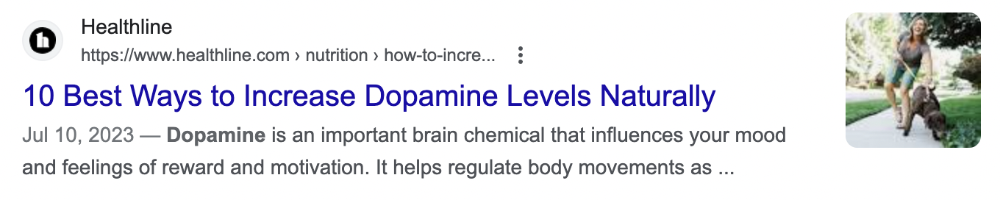 Healthline
https://www.healthline.com › nutrition › how-to-incre...
10 Best Ways to Increase Dopamine Levels Naturally
Jul 10, 2023 — Dopamine is an important brain chemical that influences your mood
and feelings of reward and motivation. It helps regulate body movements as ...